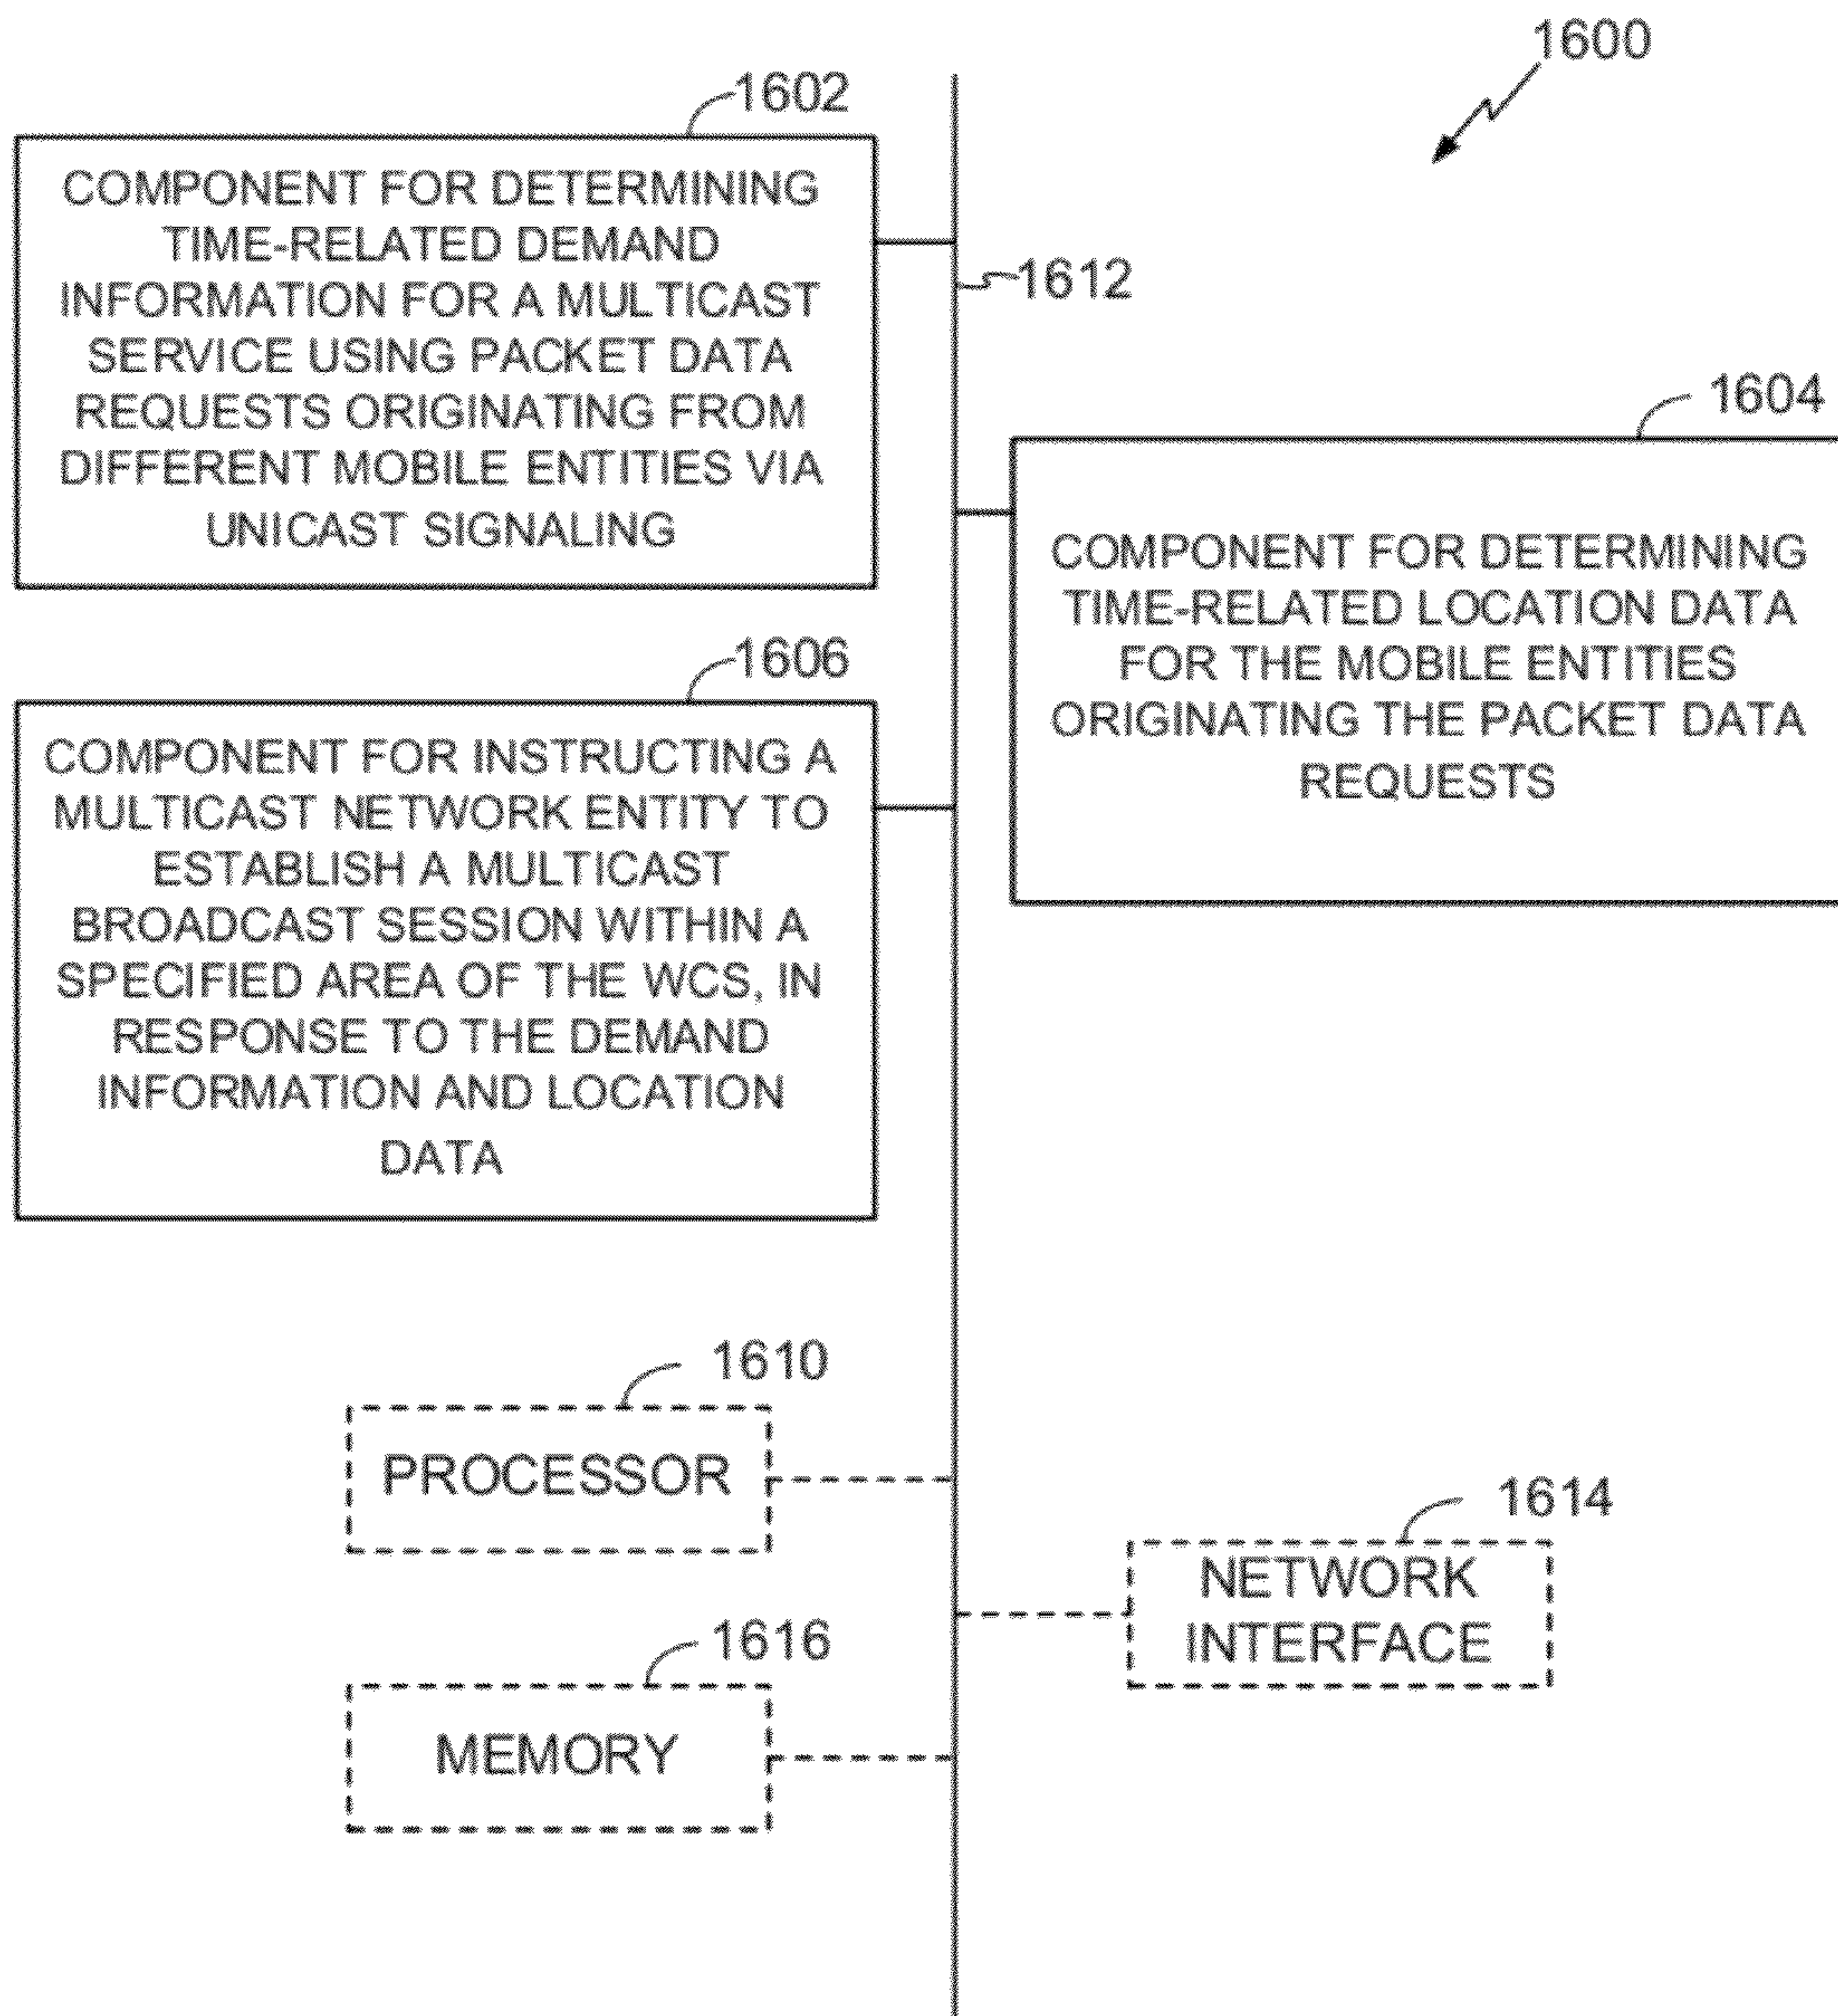 1600
1602
COMPONENT FOR DETERMINING
TIME-RELATED DEMAND
INFORMATION FOR A MULTICAST
SERVICE USING PACKET DATA
REQUESTS ORIGINATING FROM
DIFFERENT MOBILE ENTITIES VIA
UNICAST SIGNALING
1612
1604
COMPONENT FOR DETERMINING
TIME-RELATED LOCATION DATA
FOR THE MOBILE ENTITIES
ORIGINATING THE PACKET DATA
REQUESTS
1606
COMPONENT FOR INSTRUCTING A
MULTICAST NETWORK ENTITY TO
ESTABLISH A MULTICAST
BROADCAST SESSION WITHIN A
SPECIFIED AREA OF THE WCS, IN
RESPONSE TO THE DEMAND
INFORMATION AND LOCATION
DATA
1610
PROCESSOR
1614
NETWORK
INTERFACE
1616
MEMORY